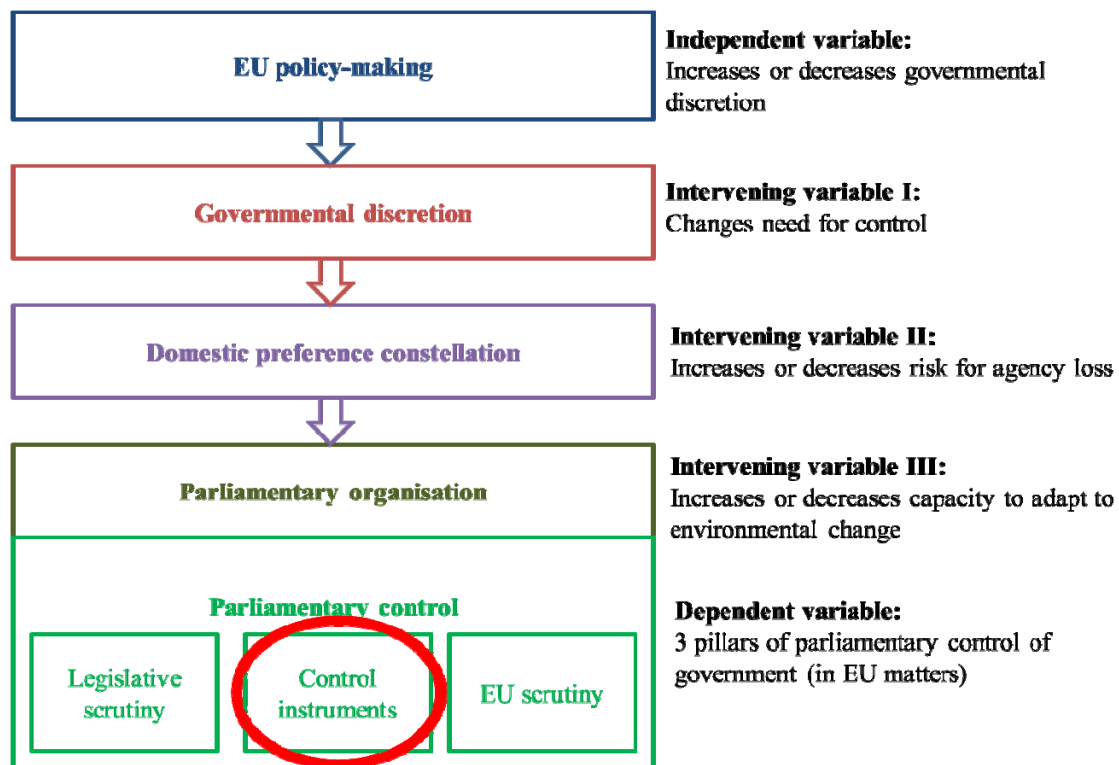 EU policy-making
Independent variable:
Increases or decreases governmental
discretion
Governmental discretion
Intervening variable I:
Changes need for control
Domestic preference constellation
Intervening variable II:
Increases or decreases risk for agency loss
Parliamentary organisation
Intervening variable III:
Increases or decreases capacity to adapt to
environmental change
Parliamentary control
Legislative
scrutiny
Control
instruments
EU scrutiny
Dependent variable:
3 pillars of parliamentary control of
government (in EU matters)